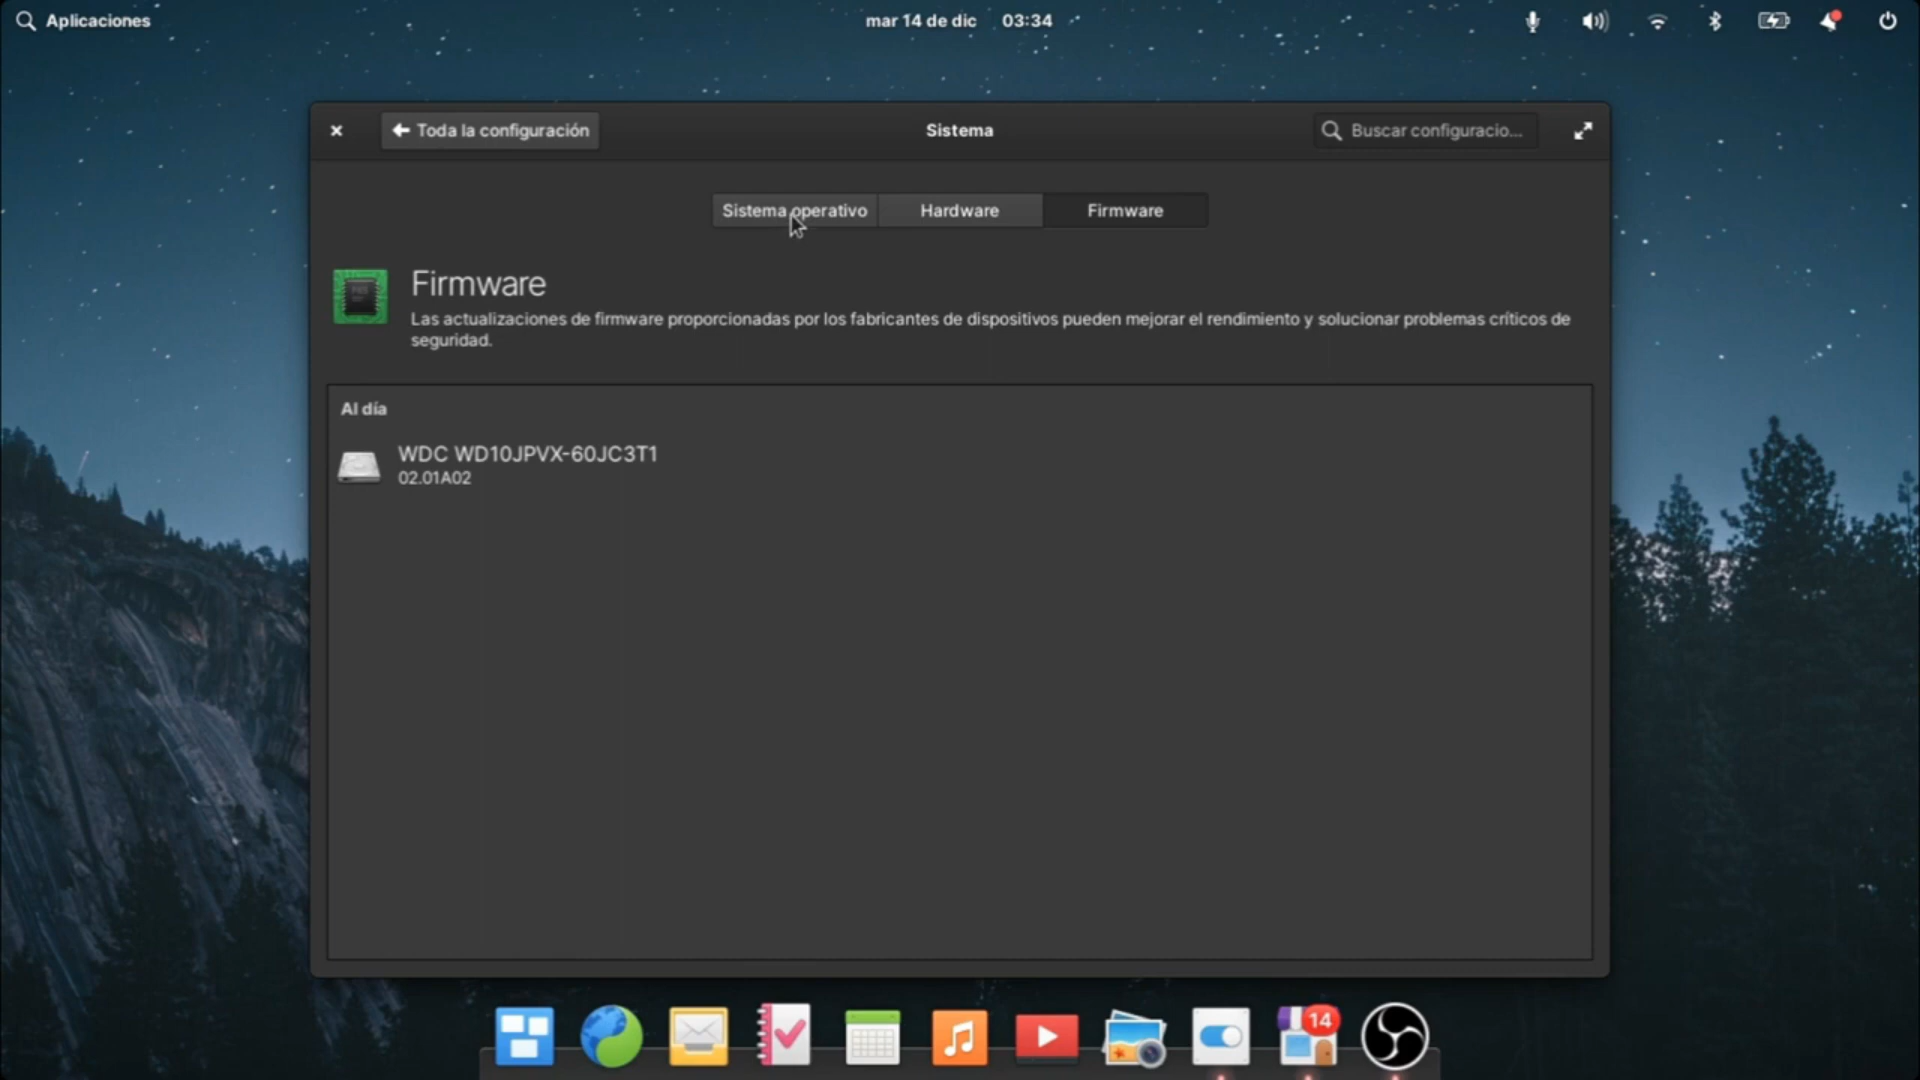 Aplicaciones
mar 14 de dic 03:34
Toda la configuración
Sistema
Buscar configuracio...
Sistema operativo
Hardware
Firmware
Firmware
Las actualizaciones de firmware proporcionadas por los fabricantes de dispositivos pueden mejorar el rendimiento y solucionar problemas críticos de
seguridad.
Al día
WDC WD10JPVX-60JC3T1
02.01A02
14